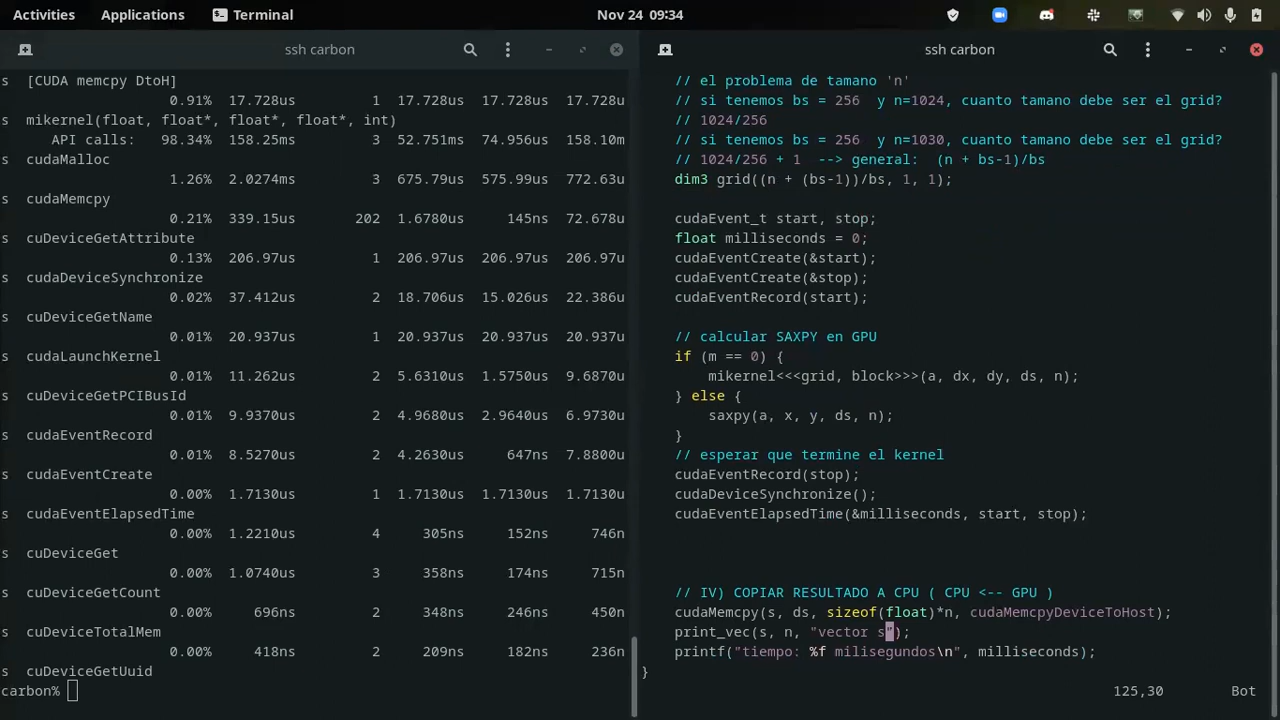 Activities Applications Terminal Nov 24 09:34
ssh carbon
s [CUDA memcpy DtoH]
0.91% 17.728us 1 17.728us 17.728us 17.728u
s mikernel(float, float*, float*, float*, int)
API calls: 98.34% 158.25ms 3 52.751ms 74.956us 158.10m
s cudaMalloc
1.26% 2.0274ms 3 675.79us 575.99us 772.63u
s cudaMemcpy
0.21% 339.15us 202 1.6780us 145ns 72.678u
s cuDeviceGetAttribute
0.13% 206.97us 1 206.97us 206.97us 206.97u
s cudaDeviceSynchronize
0.02% 37.412us 2 18.706us 15.026us 22.386u
s cuDeviceGetName
0.01% 20.937us 1 20.937us 20.937us 20.937u
s cudaLaunchKernel
0.01% 11.262us 2 5.6310us 1.5750us 9.6870u
s cuDeviceGetPCIBusId
0.01% 9.9370us 2 4.9680us 2.9640us 6.9730u
s cudaEventRecord
0.01% 8.5270us 2 4.2630us 647ns 7.8800u
s cudaEventCreate
0.00% 1.7130us 1 1.7130us 1.7130us 1.7130u
s cudaEventElapsedTime
0.00% 1.2210us 4 305ns 152ns 746n
s cuDeviceGet
0.00% 1.0740us 3 358ns 174ns 715n
s cuDeviceGetCount
0.00% 696ns 2 348ns 246ns 450n
s cuDeviceTotalMem
0.00% 418ns 2 209ns 182ns 236n
s cuDeviceGetUuid
carbon%
ssh carbon
// el problema de tamano 'n'
// si tenemos bs = 256  y n=1024, cuanto tamano debe ser el grid?
// 1024/256
// si tenemos bs = 256  y n=1030, cuanto tamano debe ser el grid?
// 1024/256 + 1  --> general:  (n + bs-1)/bs
dim3 grid((n + (bs-1))/bs, 1, 1);
cudaEvent_t start, stop;
float milliseconds = 0;
cudaEventCreate(&start);
cudaEventCreate(&stop);
cudaEventRecord(start);
// calcular SAXPY en GPU
if (m == 0) {
mikernel<<<grid, block>>>(a, dx, dy, ds, n);
} else {
saxpy(a, x, y, ds, n);
}
// esperar que termine el kernel
cudaEventRecord(stop);
cudaDeviceSynchronize();
cudaEventElapsedTime(&milliseconds, start, stop);
// IV) COPIAR RESULTADO A CPU ( CPU <-- GPU )
cudaMemcpy(s, ds, sizeof(float)*n, cudaMemcpyDeviceToHost);
print_vec(s, n, "vector s");
printf("tiempo: %f milisegundos\n", milliseconds);
}
125,30 Bot